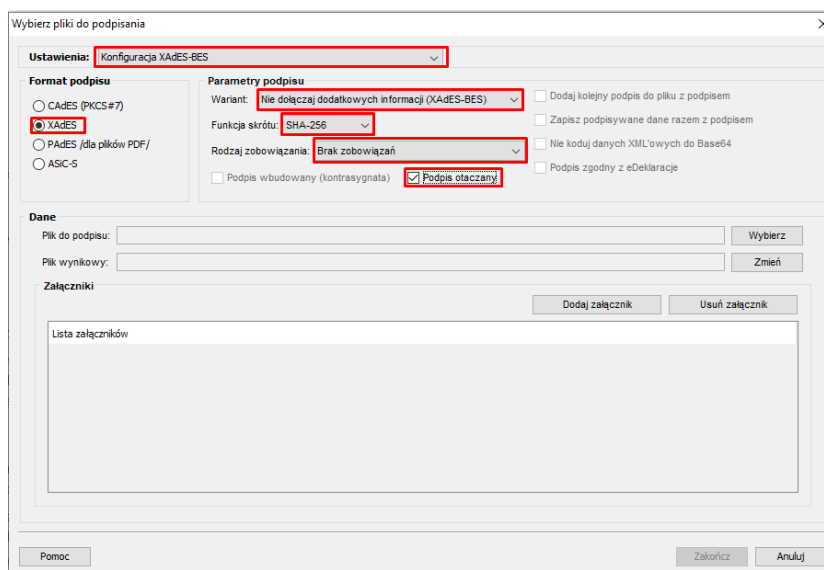 Wybierz pliki do podpisania
Ustawienia: Konfiguracja XAdES-BES
Format podpisu
CAdES (PKCS#7)
XAdES
PAdES /dla plików PDF/
ASiC-S
Parametry podpisu
Wariant: Nie dołączaj dodatkowych informacji (XAdES-BES)
Funkcja skrótu: SHA-256
Rodzaj zobowiązania: Brak zobowiązań
Podpis wbudowany (kontrasygnata) Podpis otaczany
Dodaj kolejny podpis do pliku z podpisem
Zapisz podpisywane dane razem z podpisem
Nie koduj danych XML'owych do Base64
Podpis zgodny z eDeklaracje
Dane
Plik do podpisu: Wybierz
Plik wynikowy: Zmień
Załączniki
Dodaj załącznik Usuń załącznik
Lista załączników
Pomoc Zakończ Anuluj